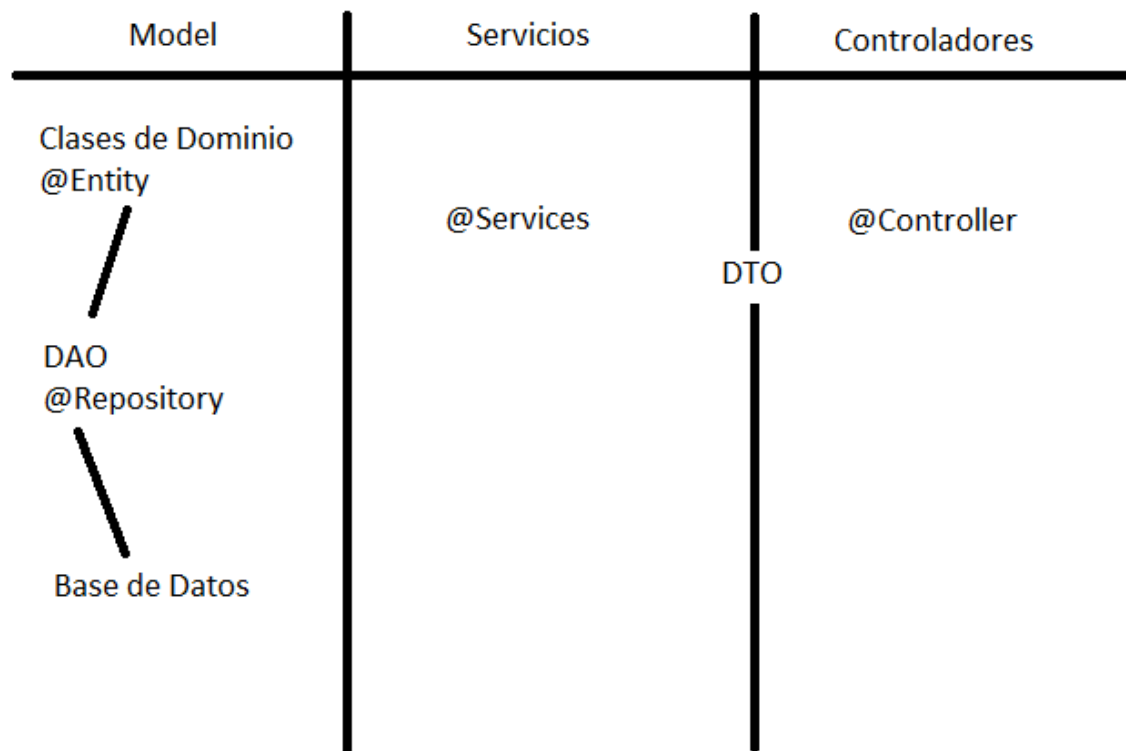 Model
Servicios
Controladores
Clases de Dominio
@Entity
@Services
@Controller
DTO
DAO
@Repository
Base de Datos